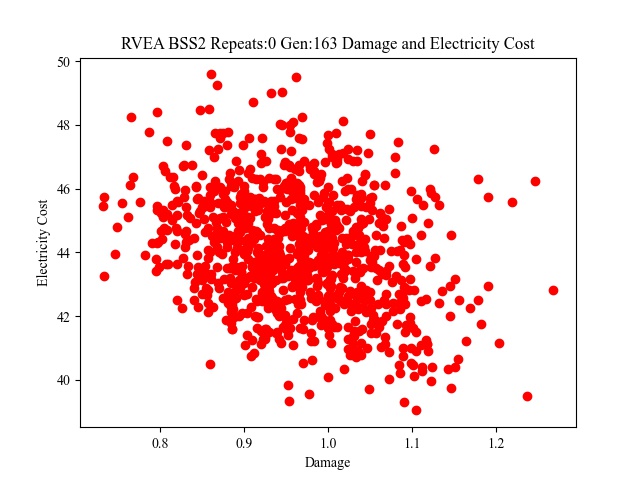 RVEA BSS2 Repeats:0 Gen:163 Damage and Electricity Cost
50
48
46
44
42
40
Electricity Cost
0.8 0.9 1.0 1.1 1.2
Damage